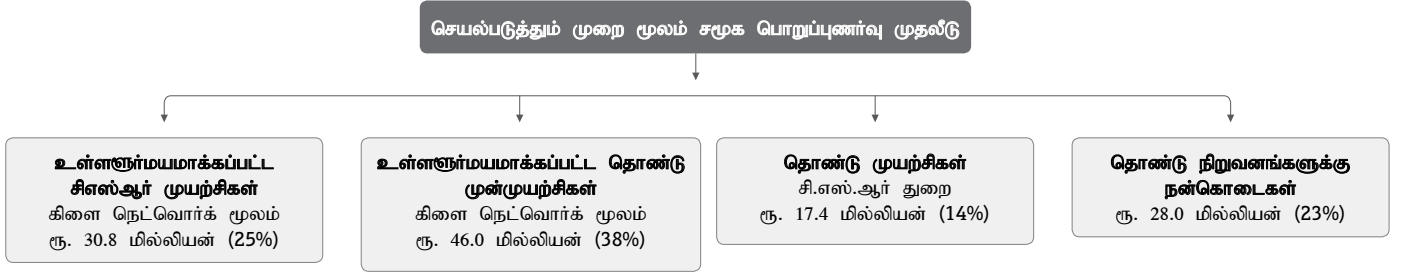 செயல்படுத்தும் முறை மூலம் சமூக பொறுப்புணர்வு முதலீடு
உள்ளூர்மயமாக்கப்பட்ட
சிஎஸ்ஆர் முயற்சிகள்
கிளை நெட்வொர்க் மூலம்
ரூ. 30.8 மில்லியன் (25%)
உள்ளூர்மயமாக்கப்பட்ட தொண்டு
முன்முயற்சிகள்
கிளை நெட்வொர்க் மூலம்
ரூ. 46.0 மில்லியன் (38%)
தொண்டு முயற்சிகள்
சி.எஸ்.ஆர் துறை
ரூ. 17.4 மில்லியன் (14%)
தொண்டு நிறுவனங்களுக்கு
நன்கொடைகள்
ரூ. 28.0 மில்லியன் (23%)